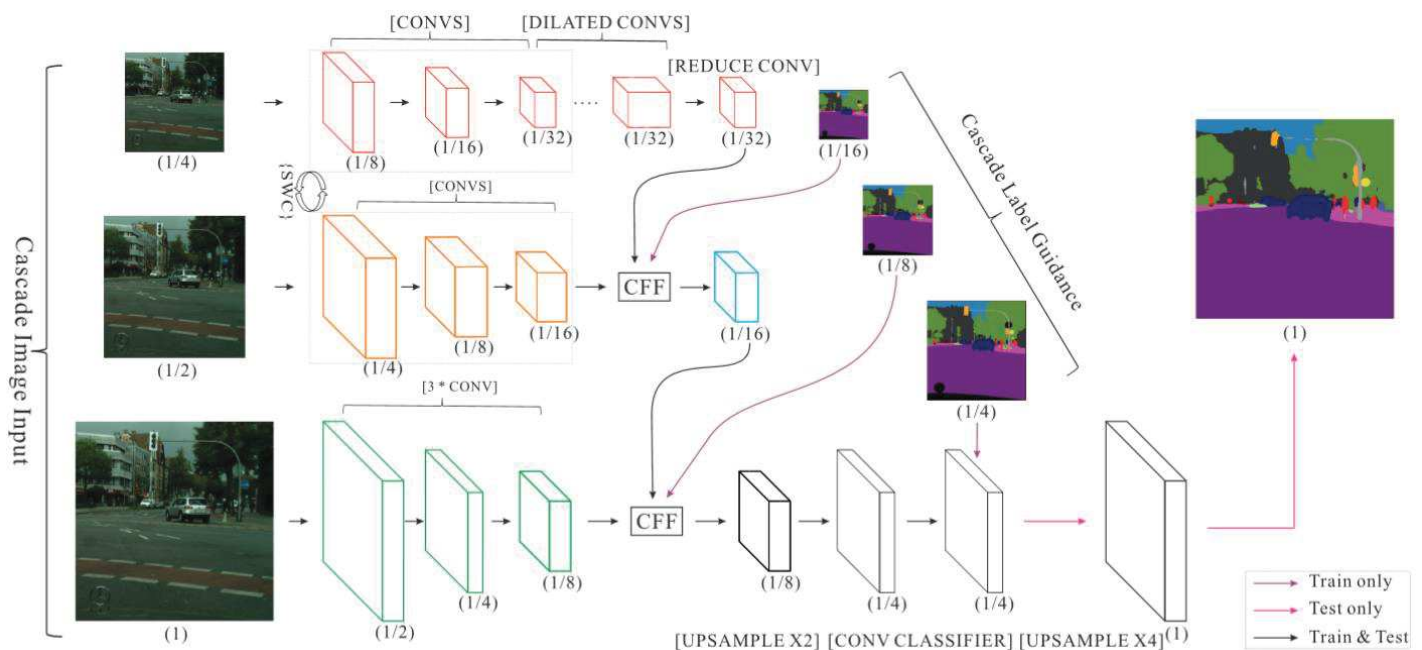 [CONVS]
[DILATED CONVS]
[REDUCE CONV]
(1/4)
(1/8)
(1/16)
(1/32)
(1/32)
(1/32)
(1/16)
Cascade Image Input
{SWC}
Cascade Label Guidance
[CONVS]
(1/2)
(1/4)
(1/8)
(1/16)
CFF
(1/16)
(1/8)
(1)
[3 * CONV]
(1/4)
(1)
(1/2)
(1/4)
(1/8)
CFF
(1/8)
(1/4)
(1/4)
(1)
[UPSAMPLE X2] [CONV CLASSIFIER] [UPSAMPLE X4]
Train only
Test only
Train & Test